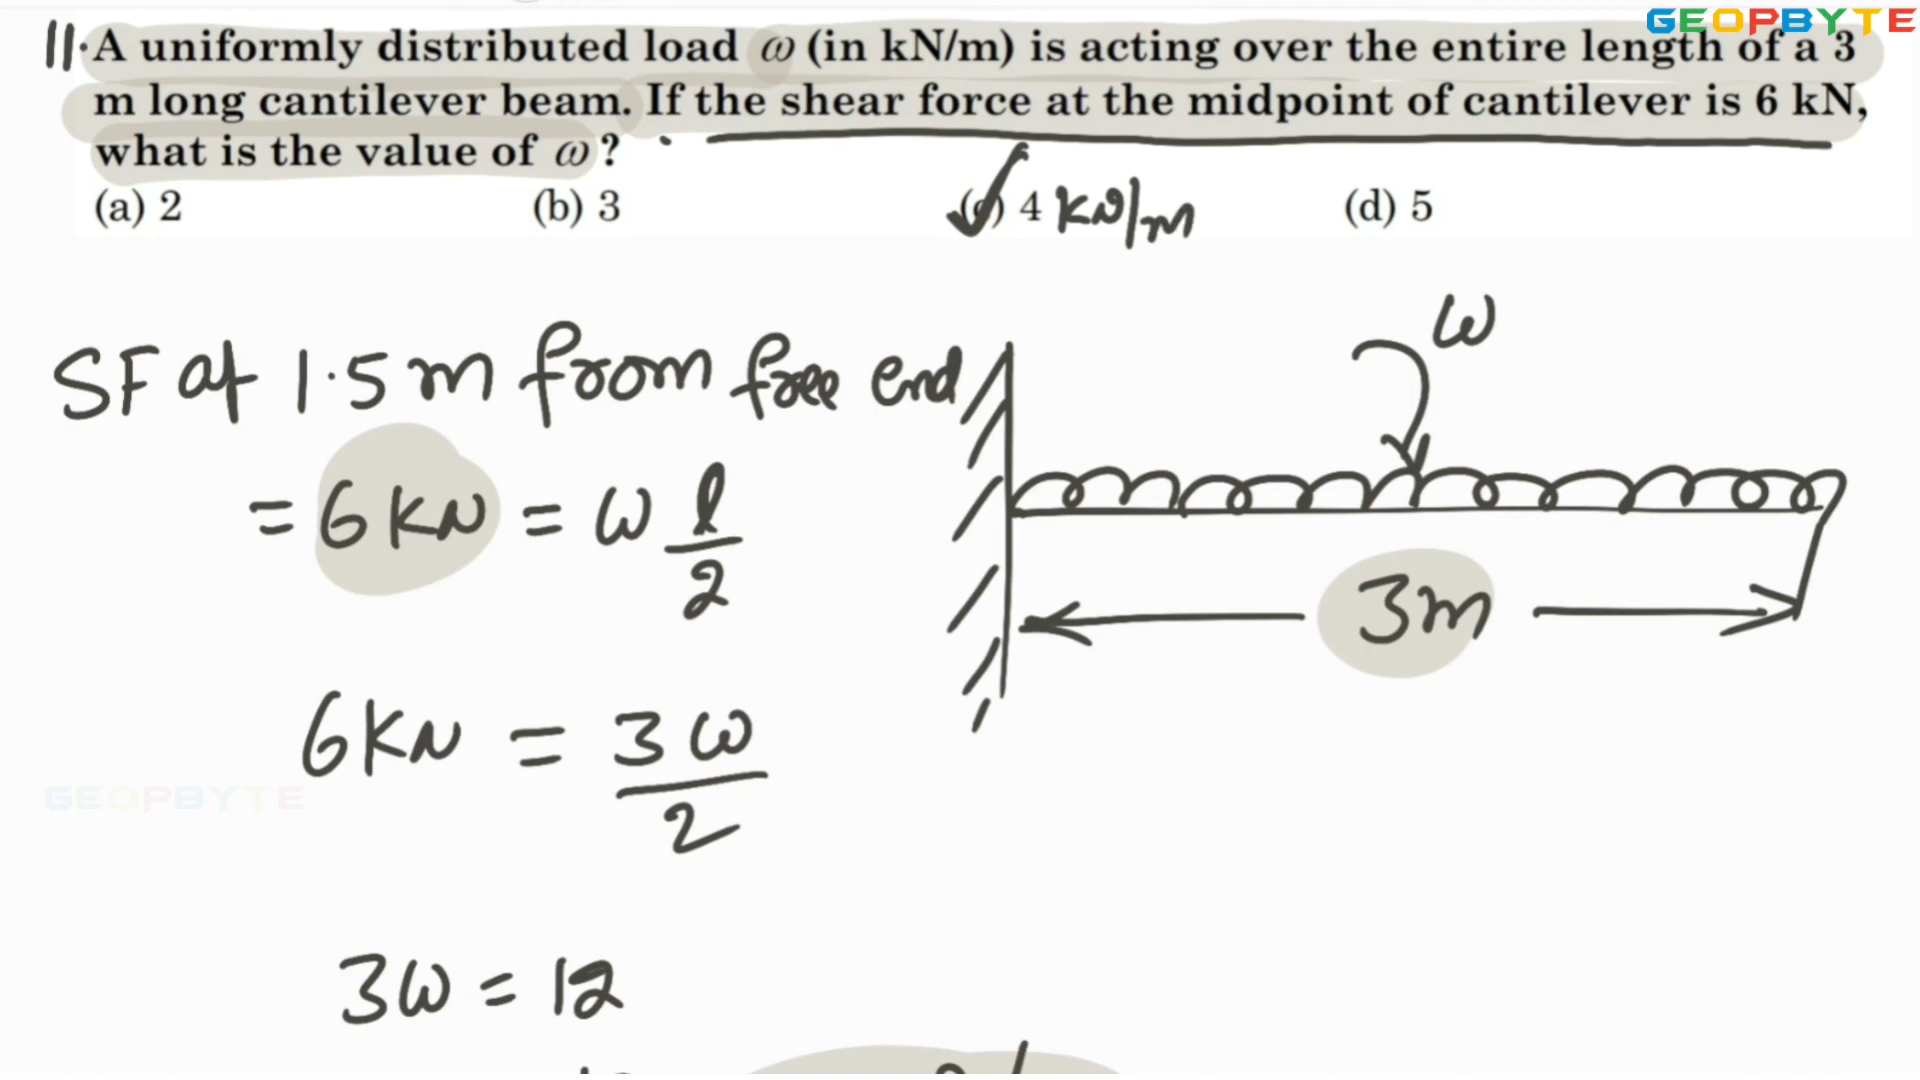 GEOPBYTE
11. A uniformly distributed load ω (in kN/m) is acting over the entire length of a 3
m long cantilever beam. If the shear force at the midpoint of cantilever is 6 kN,
what is the value of ω ?
(a) 2 (b) 3 (c) 4 KN/m (d) 5
ω
SF at 1.5 m from free end
= 6 KN = ω l/2
3m
6 KN = 3ω/2
GEOPBYTE
3ω = 12